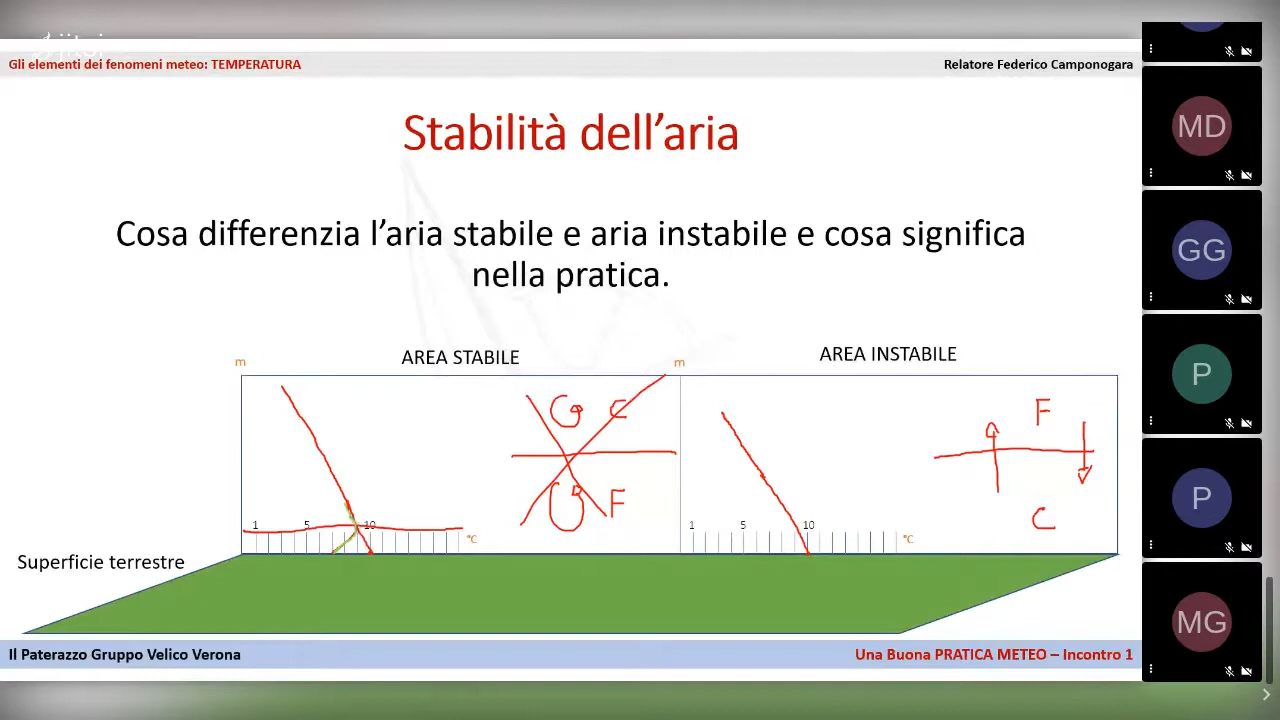 jitsi
Gli elementi dei fenomeni meteo: TEMPERATURA
Relatore Federico Camponogara
Stabilità dell'aria
Cosa differenzia l'aria stabile e aria instabile e cosa significa
nella pratica.
m
AREA STABILE
m
AREA INSTABILE
C
F
F
C
1 5 10
°C
1 5 10
°C
Superficie terrestre
Il Paterazzo Gruppo Velico Verona
Una Buona PRATICA METEO – Incontro 1
MD
GG
P
P
MG